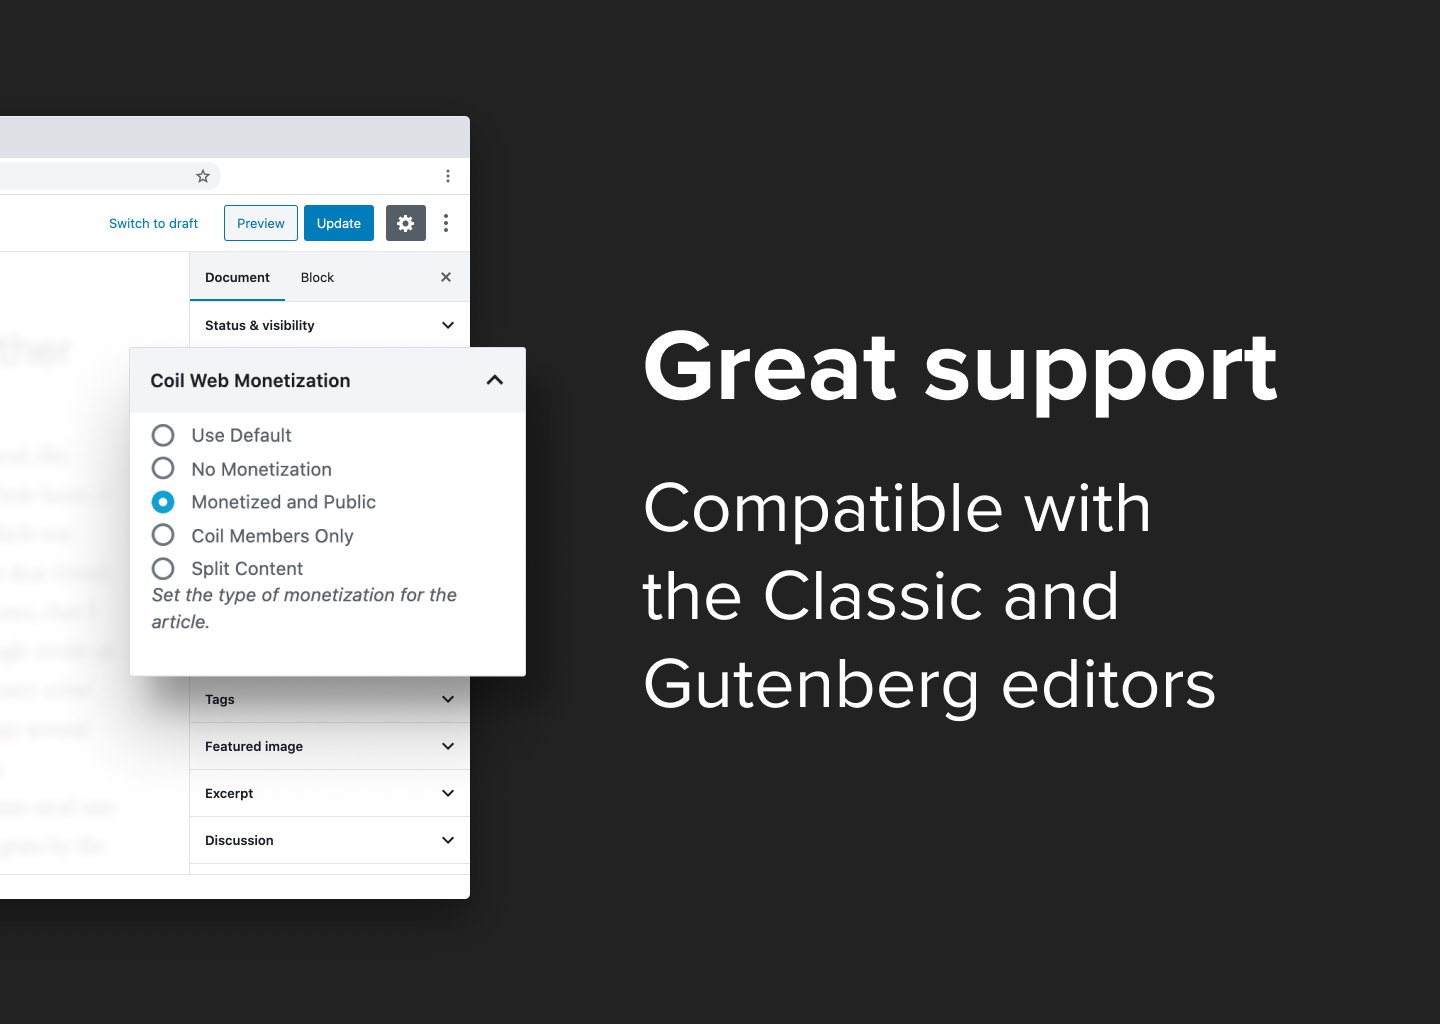 Switch to draft
Preview
Update
Document
Block
Status & visibility
Coil Web Monetization
Use Default
No Monetization
Monetized and Public
Coil Members Only
Split Content
Set the type of monetization for the
article.
Tags
Featured image
Excerpt
Discussion
Great support
Compatible with
the Classic and
Gutenberg editors